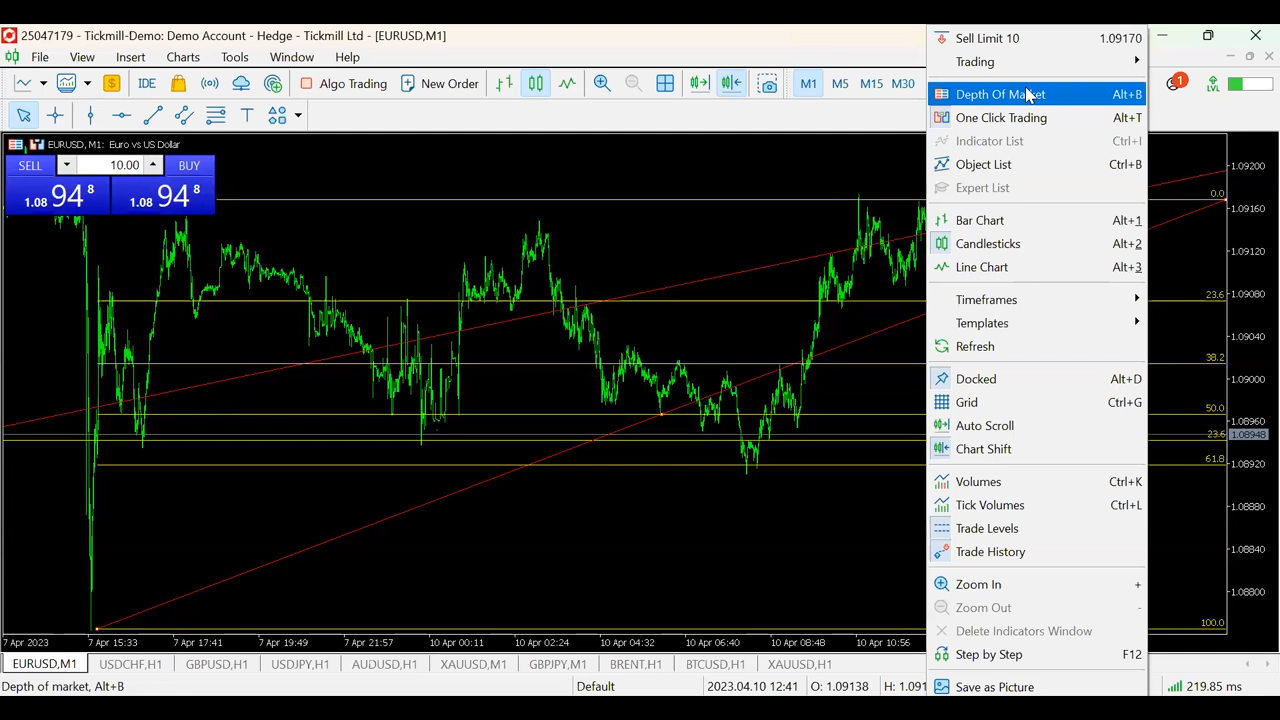 25047179 - Tickmill-Demo: Demo Account - Hedge - Tickmill Ltd - [EURUSD,M1]
File View Insert Charts Tools Window Help
IDE Algo Trading New Order M1 M5 M15 M30
1
LVL
EURUSD, M1: Euro vs US Dollar
SELL 10.00 BUY
1.08 94 8 1.08 94 8
Sell Limit 10 1.09170
Trading
Depth Of Market Alt+B
One Click Trading Alt+T
Indicator List Ctrl+I
Object List Ctrl+B
Expert List
Bar Chart Alt+1
Candlesticks Alt+2
Line Chart Alt+3
Timeframes
Templates
Refresh
Docked Alt+D
Grid Ctrl+G
Auto Scroll
Chart Shift
Volumes Ctrl+K
Tick Volumes Ctrl+L
Trade Levels
Trade History
Zoom In +
Zoom Out -
Delete Indicators Window
Step by Step F12
Save as Picture
0.0
23.6
38.2
50.0
23.6
61.8
100.0
1.09200
1.09160
1.09120
1.09080
1.09040
1.09000
1.08960
1.08948
1.08920
1.08880
1.08840
1.08800
7 Apr 2023 7 Apr 15:33 7 Apr 17:41 7 Apr 19:49 7 Apr 21:57 10 Apr 00:11 10 Apr 02:24 10 Apr 04:32 10 Apr 06:40 10 Apr 08:48 10 Apr 10:56
EURUSD,M1 USDCHF,H1 GBPUSD, USDJPY,H1 AUDUSD,H1 XAUUSD,M1 GBPJPY,M1 BRENT,H1 BTCUSD,H1 XAUUSD,H1
Depth of market, Alt+B Default 2023.04.10 12:41 O: 1.09138 H: 1.091 219.85 ms